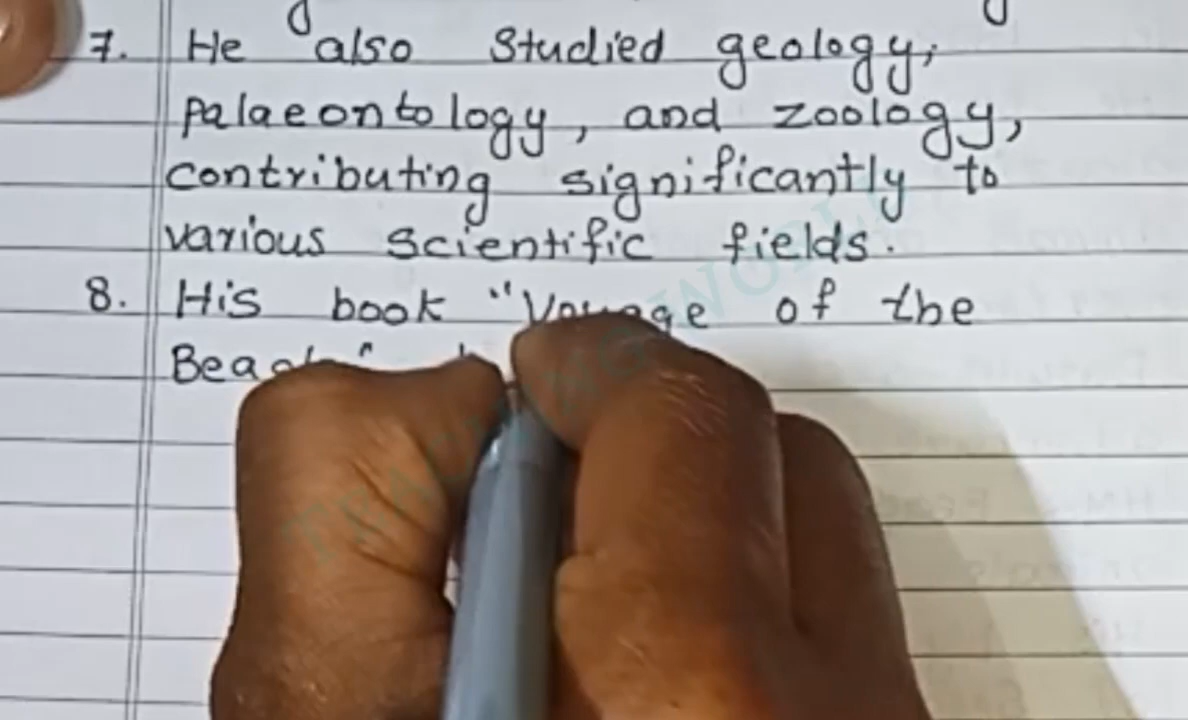 7. He also studied geology,
palaeontology, and zoology,
contributing significantly to
various scientific fields.
8. His book "Voyage of the